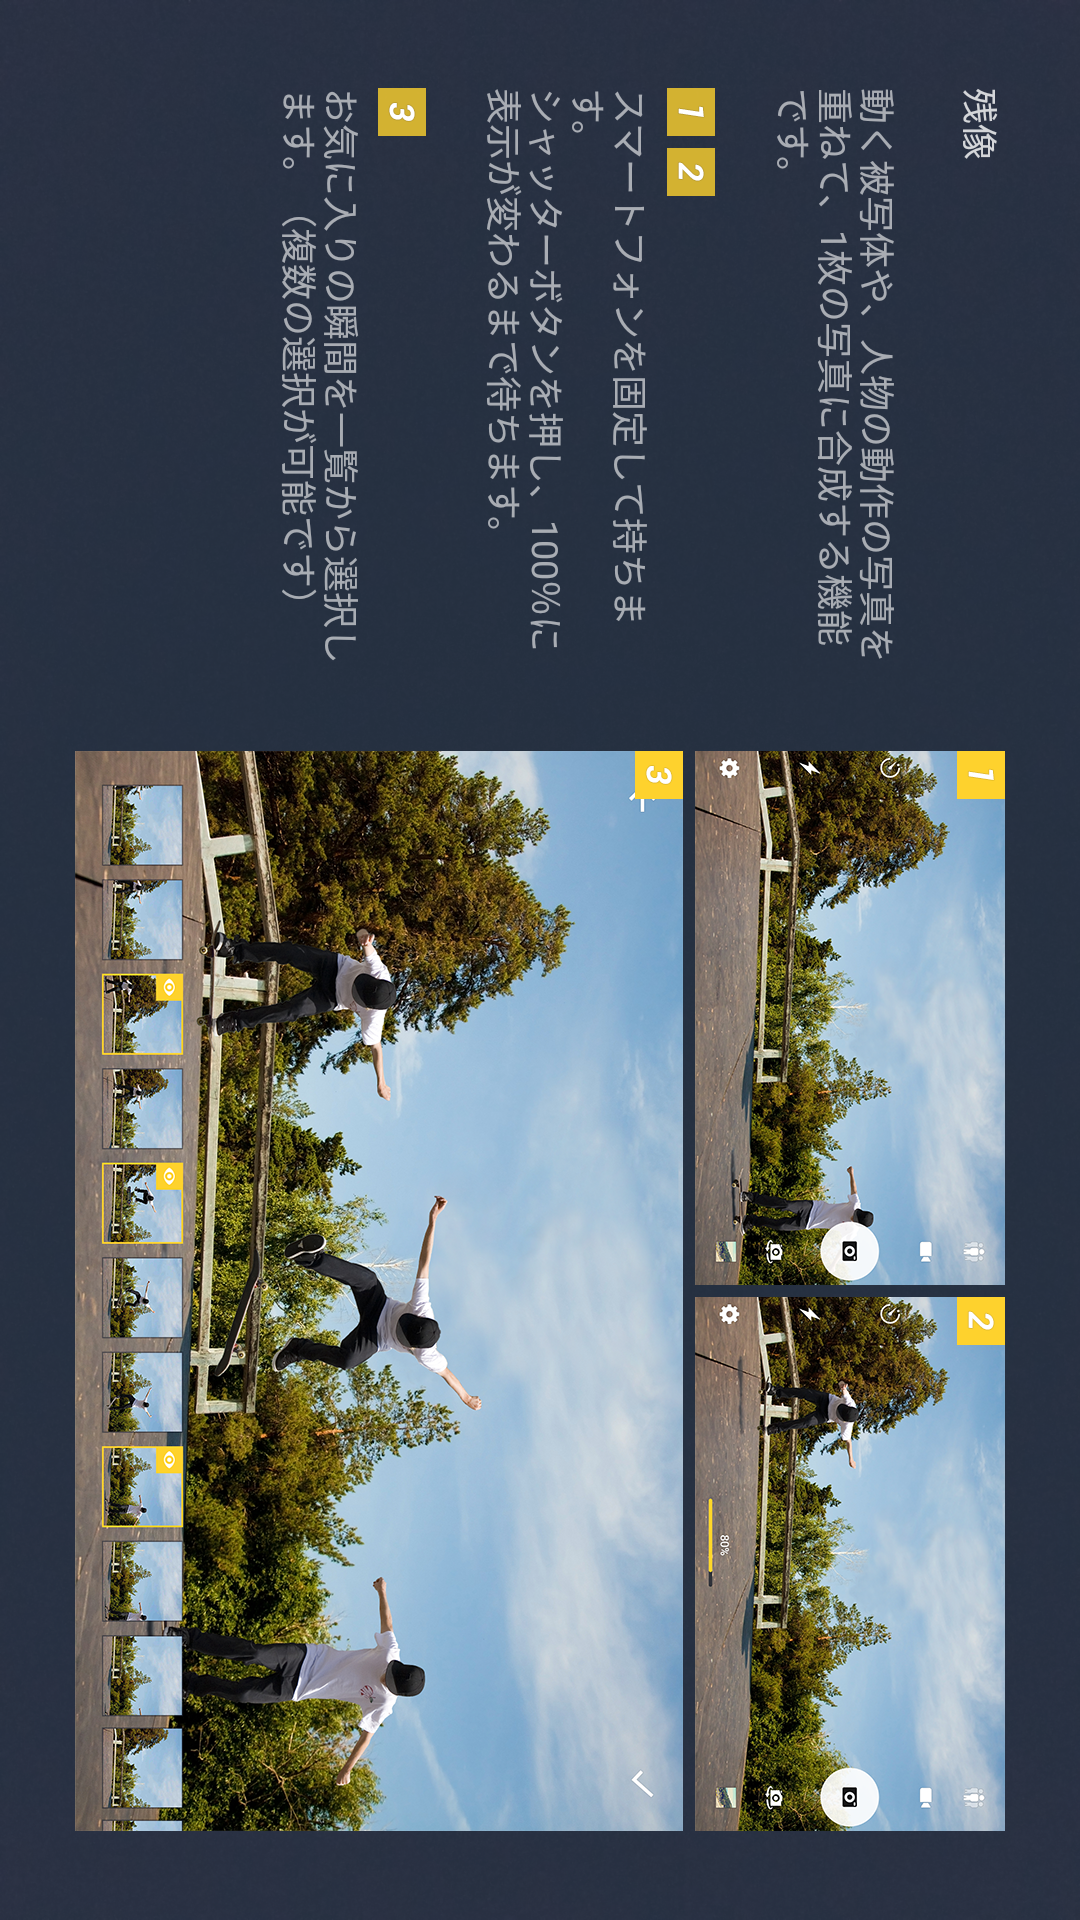 残像
動く被写体や、人物の動作の写真を
重ねて、1枚の写真に合成する機能
です。
1 2
スマートフォンを固定して持ちま
す。
シャッターボタンを押し、100%に
表示が変わるまで待ちます。
3
お気に入りの瞬間を一覧から選択し
ます。（複数の選択が可能です）
1
2
80%
3